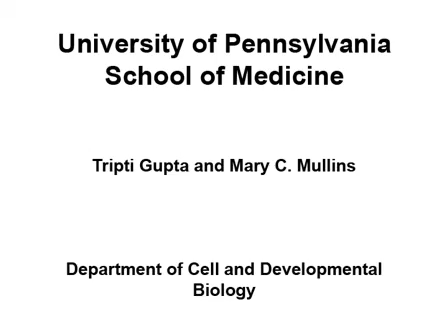 University of Pennsylvania
School of Medicine
Tripti Gupta and Mary C. Mullins
Department of Cell and Developmental
Biology